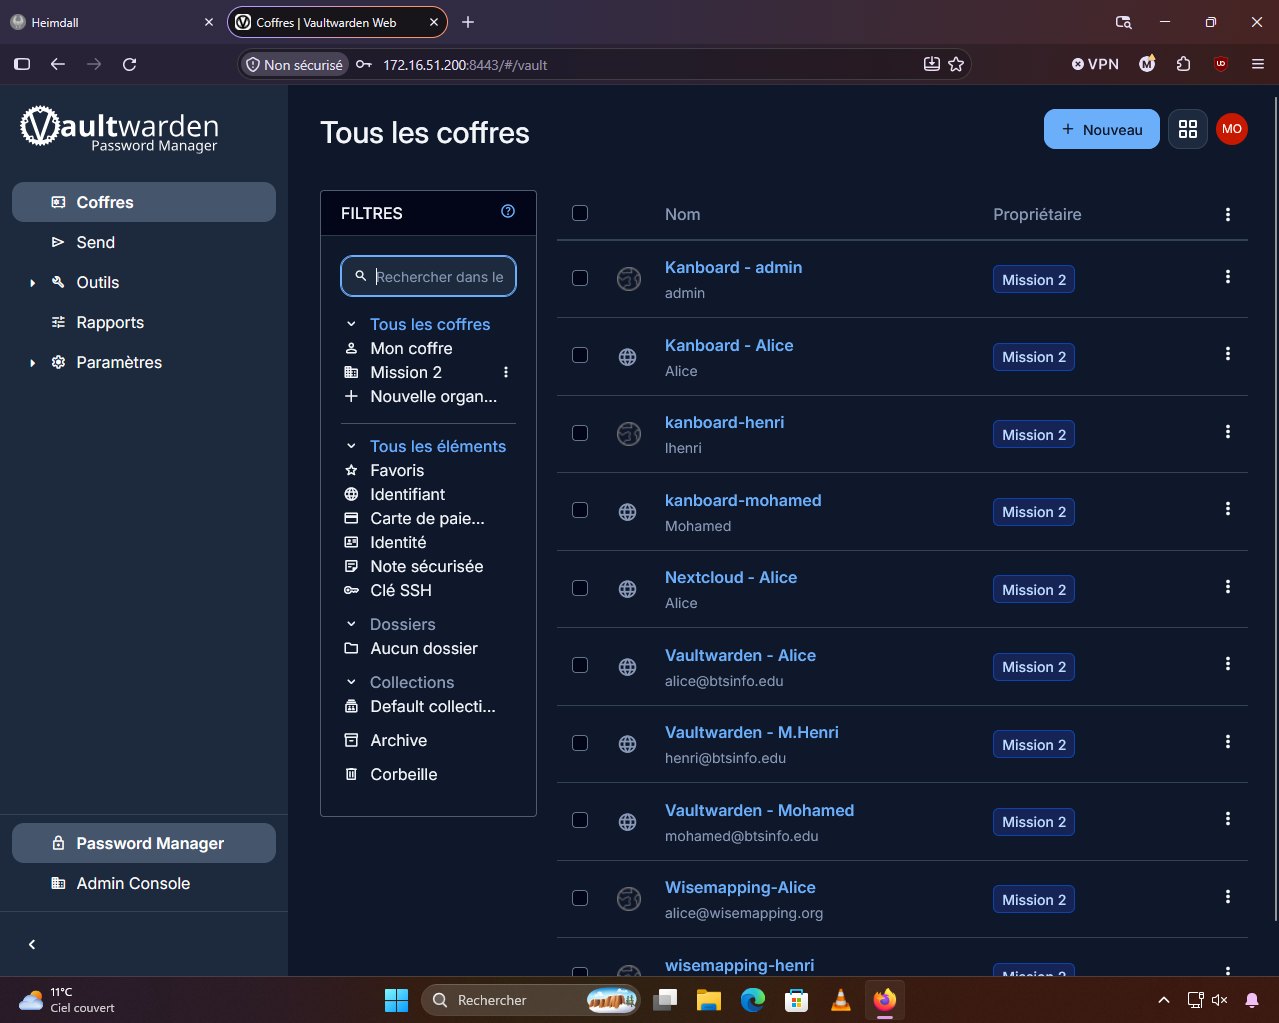 Heimdall
Coffres | Vaultwarden Web
Non sécurisé
172.16.51.200:8443/#/vault
VPN
Vaultwarden
Password Manager
Coffres
Send
Outils
Rapports
Paramètres
Password Manager
Admin Console
Tous les coffres
Nouveau
MO
FILTRES
Rechercher dans le
Tous les coffres
Mon coffre
Mission 2
Nouvelle organ...
Tous les éléments
Favoris
Identifiant
Carte de paie...
Identité
Note sécurisée
Clé SSH
Dossiers
Aucun dossier
Collections
Default collecti...
Archive
Corbeille
Nom Propriétaire
Kanboard - admin
admin
Mission 2
Kanboard - Alice
Alice
Mission 2
kanboard-henri
lhenri
Mission 2
kanboard-mohamed
Mohamed
Mission 2
Nextcloud - Alice
Alice
Mission 2
Vaultwarden - Alice
alice@btsinfo.edu
Mission 2
Vaultwarden - M.Henri
henri@btsinfo.edu
Mission 2
Vaultwarden - Mohamed
mohamed@btsinfo.edu
Mission 2
Wisemapping-Alice
alice@wisemapping.org
Mission 2
wisemapping-henri
Mission 2
11°C
Ciel couvert
Rechercher